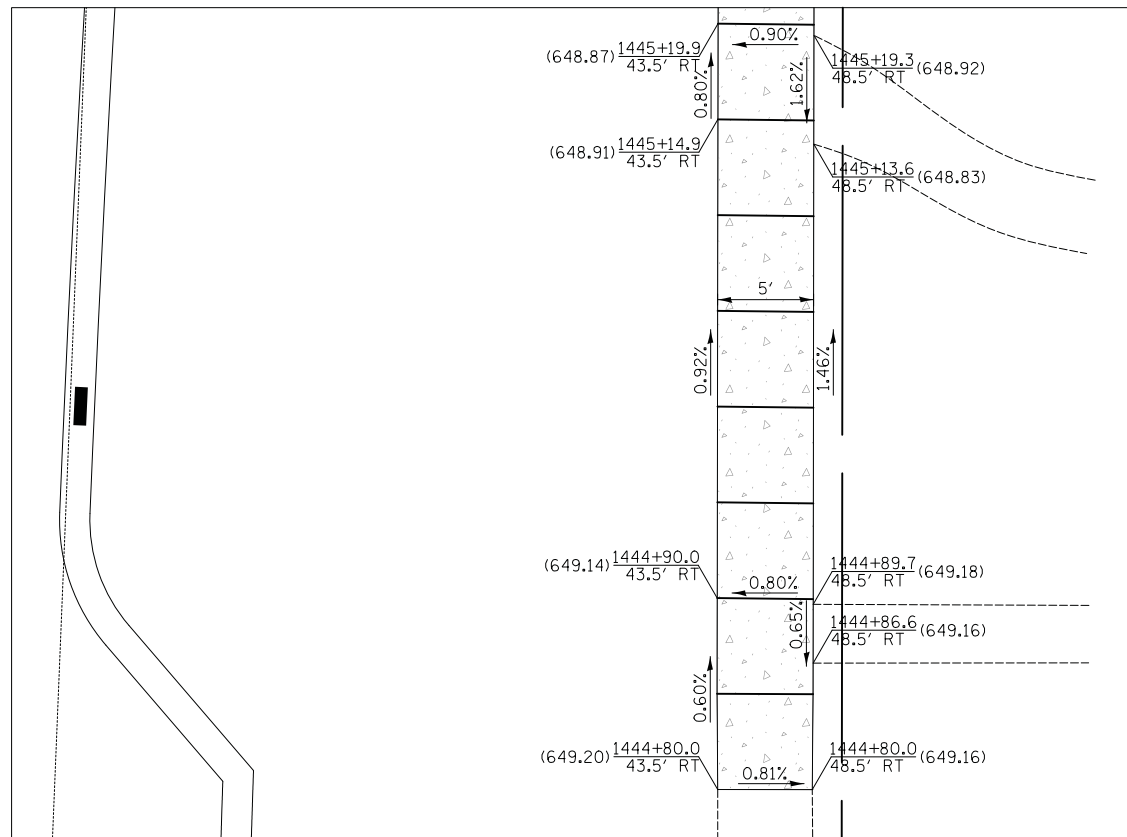 0.90%
(648.87) 1445+19.9
43.5' RT
0.80%
1.62%
1445+19.3 (648.92)
48.5' RT
(648.91) 1445+14.9
43.5' RT
1445+13.6 (648.83)
48.5' RT
5'
0.92%
1.46%
(649.14) 1444+90.0
43.5' RT
0.80%
1444+89.7 (649.18)
48.5' RT
0.65%
1444+86.6 (649.16)
48.5' RT
0.60%
(649.20) 1444+80.0
43.5' RT
0.81%
1444+80.0 (649.16)
48.5' RT